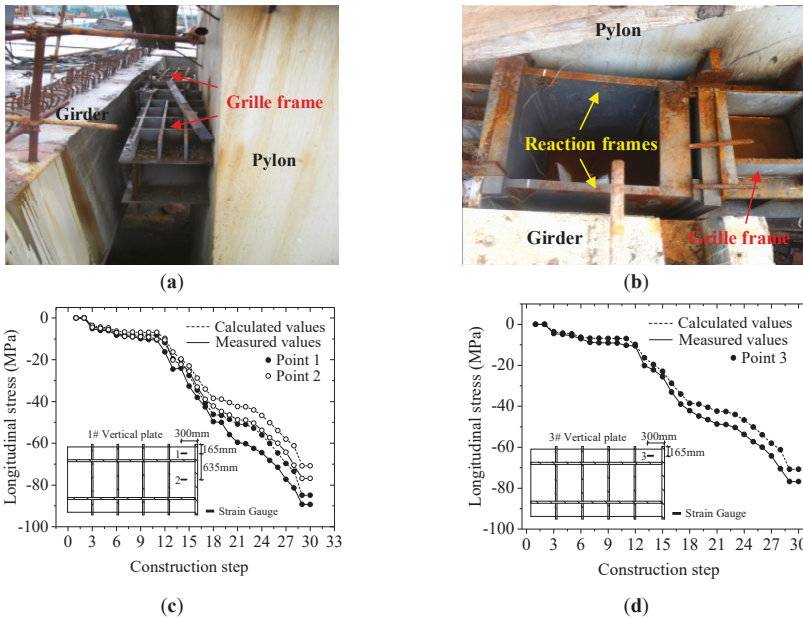 Girder
Grille frame
Pylon
(a)
Pylon
Reaction frames
Girder
Grille frame
(b)
Longitudinal stress (MPa)
0
-20
-40
-60
-80
-100
Calculated values
Measured values
Point 1
Point 2
1# Vertical plate
300mm
165mm
635mm
1
2
Strain Gauge
0 3 6 9 12 15 18 21 24 27 30 33
Construction step
(c)
Longitudinal stress (MPa)
0
-20
-40
-60
-80
-100
Calculated values
Measured values
Point 3
3# Vertical plate
300mm
165mm
3
Strain Gauge
0 3 6 9 12 15 18 21 24 27 30
Construction step
(d)